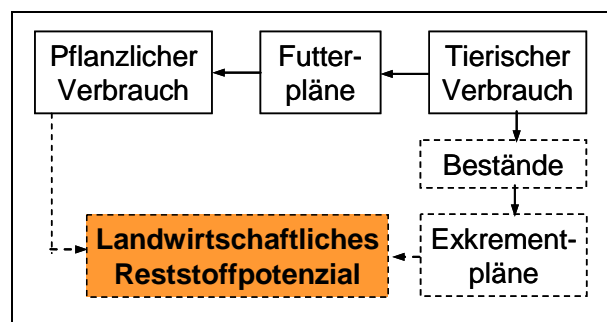 Pflanzlicher
Verbrauch
Futter-
pläne
Tierischer
Verbrauch
Bestände
Landwirtschaftliches
Reststoffpotenzial
Exkrement-
pläne